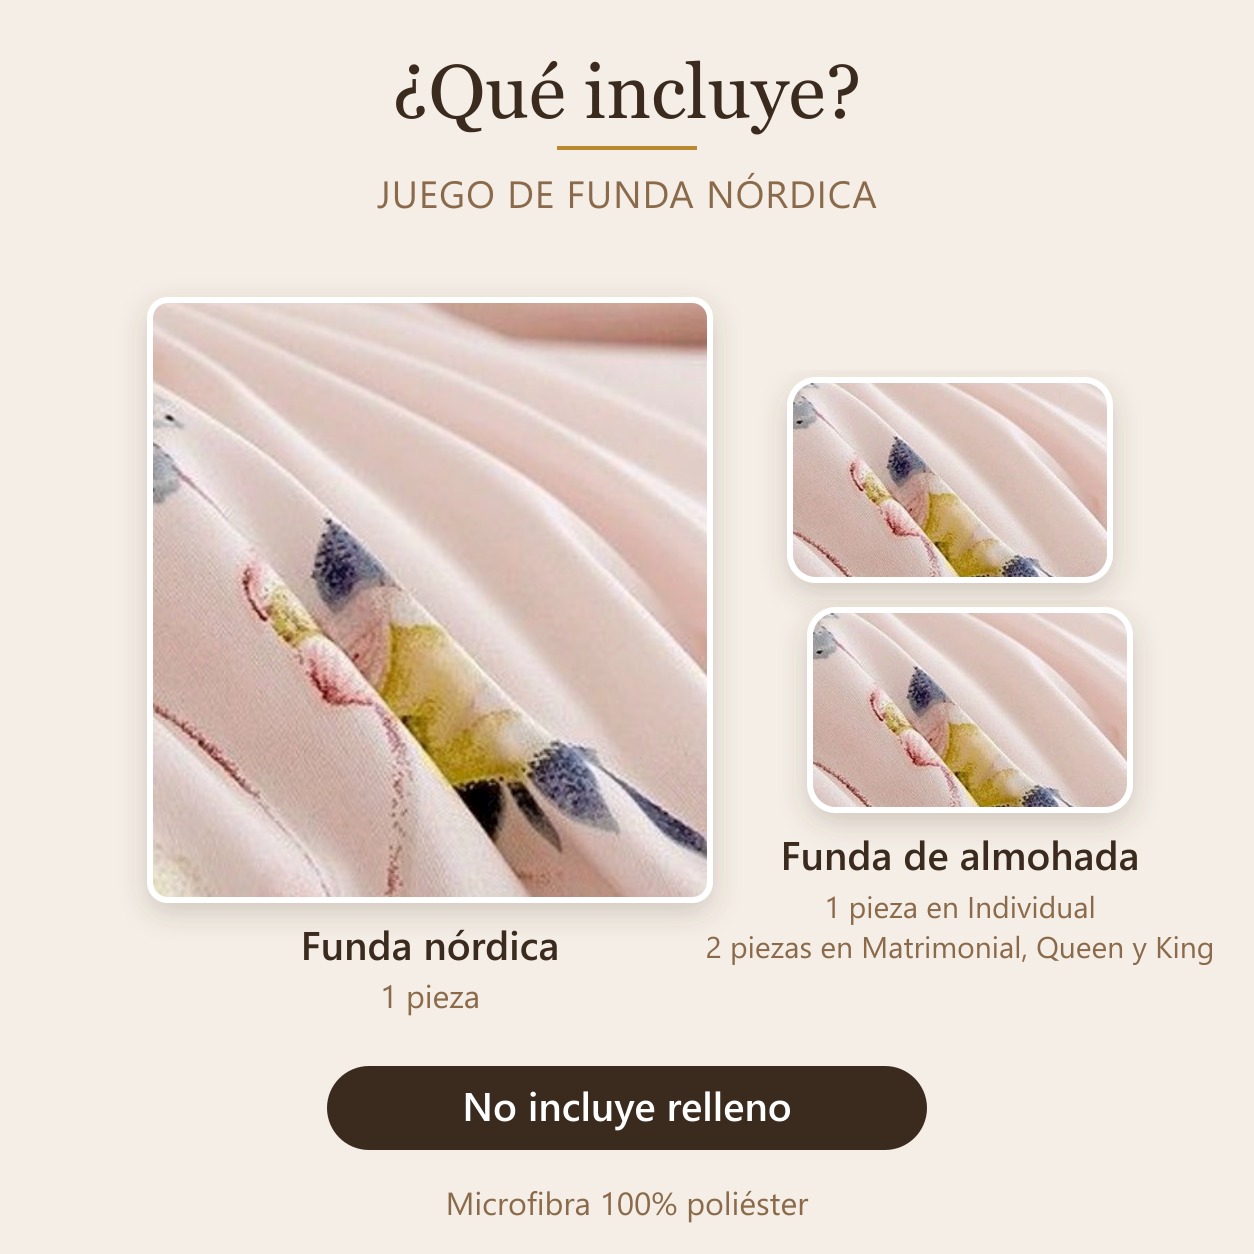 ¿Qué incluye?
JUEGO DE FUNDA NÓRDICA
Funda de almohada
1 pieza en Individual
2 piezas en Matrimonial, Queen y King
Funda nórdica
1 pieza
No incluye relleno
Microfibra 100% poliéster